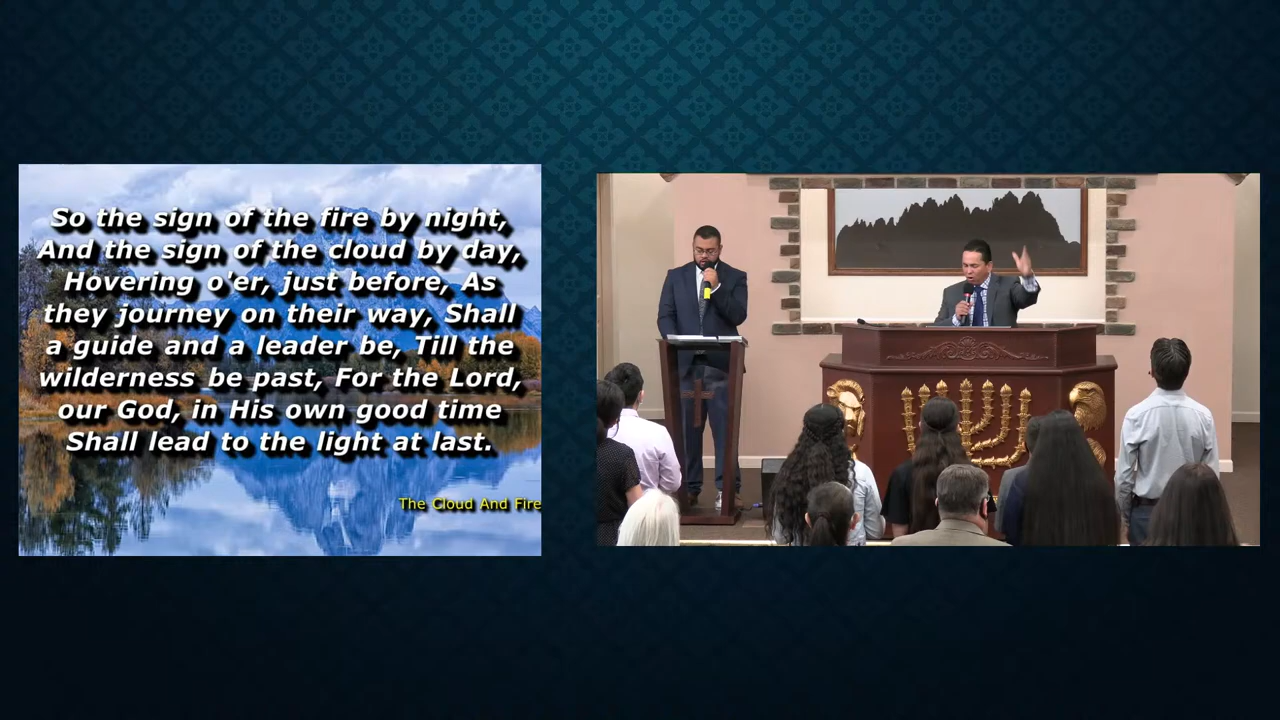 So the sign of the fire by night,
And the sign of the cloud by day,
Hovering o'er, just before, As
they journey on their way, Shall
a guide and a leader be, Till the
wilderness be past, For the Lord,
our God, in His own good time
Shall lead to the light at last.
The Cloud And Fire